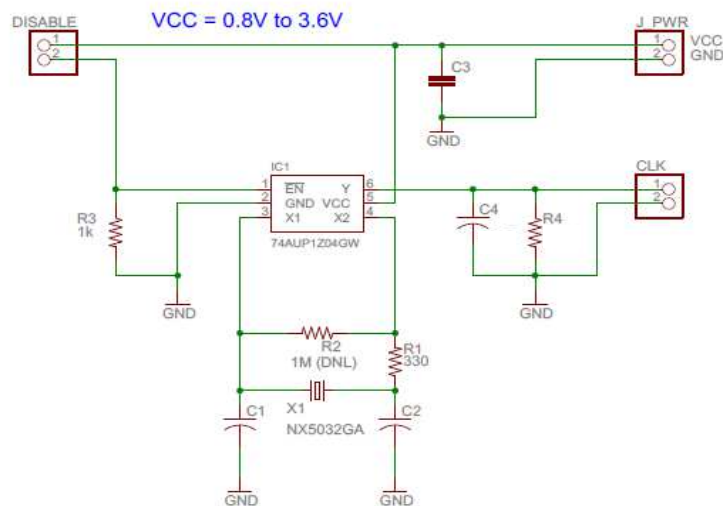 DISABLE
VCC = 0.8V to 3.6V
J_PWR
1
2
1
2
VCC
GND
C3
GND
IC1
CLK
1
2
3
EN
GND
X1
Y
VCC
X2
6
5
4
1
2
R3
1k
74AUP1Z04GW
C4
R4
GND
GND
R2
1M (DNL)
R1
330
C1
X1
C2
NX5032GA
GND
GND